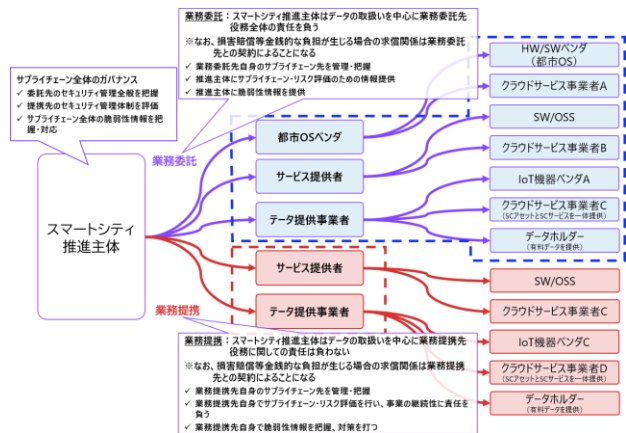 業務委託：スマートシティ推進主体はデータの取扱いを中心に業務委託先
役務全体の責任を負う
※なお、損害賠償等金銭的な負担が生じる場合の求償関係は業務委託
先との契約によることになる
✓ 業務委託先自身のサプライチェーン先を管理・把握
✓ 推進主体にサプライチェーン・リスク評価のための情報提供
✓ 推進主体に脆弱性情報を提供
サプライチェーン全体のガバナンス
✓ 委託先のセキュリティ管理全般を把握
✓ 提携先のセキュリティ管理体制を評価
✓ サプライチェーン全体の脆弱性情報を把
握・対応
業務委託
スマートシティ
推進主体
都市OSベンダ
サービス提供者
データ提供事業者
サービス提供者
データ提供事業者
HW/SWベンダ
（都市OS）
クラウドサービス事業者A
SW/OSS
クラウドサービス事業者B
IoT機器ベンダA
クラウドサービス事業者C
（SCアセットとSCサービスを一体提供）
データホルダー
（有料データを提供）
SW/OSS
クラウドサービス事業者C
IoT機器ベンダC
クラウドサービス事業者D
（SCアセットとSCサービスを一体提供）
データホルダー
（有料データを提供）
業務提携
業務提携：スマートシティ推進主体はデータの取扱いを中心に業務提携先
役務に関しての責任は負わない
※なお、損害賠償等金銭的な負担が生じる場合の求償関係は業務提携
先との契約によることになる
✓ 業務提携先自身のサプライチェーン先を管理・把握
✓ 業務提携先自身でサプライチェーン・リスク評価を行い、事業の継続性に責任を
負う
✓ 業務提携先自身で脆弱性情報を把握、対策を打つ